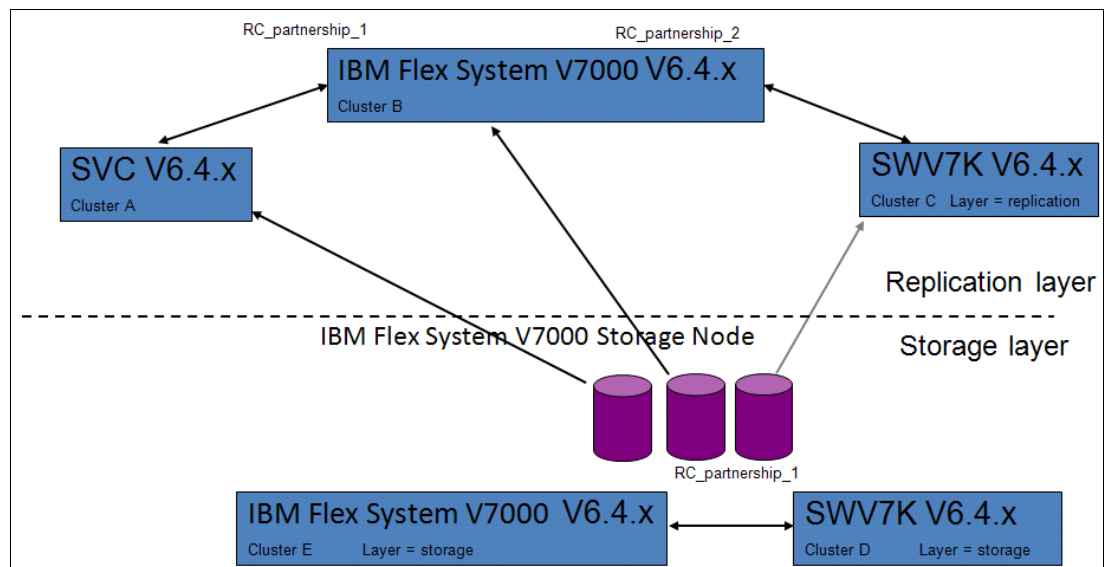 RC_partnership_1
RC_partnership_2
IBM Flex System V7000 V6.4.x
Cluster B
SVC V6.4.x
Cluster A
SWV7K V6.4.x
Cluster C Layer = replication
Replication layer
IBM Flex System V7000 Storage Node
Storage layer
RC_partnership_1
IBM Flex System V7000 V6.4.x
Cluster E Layer = storage
SWV7K V6.4.x
Cluster D Layer = storage